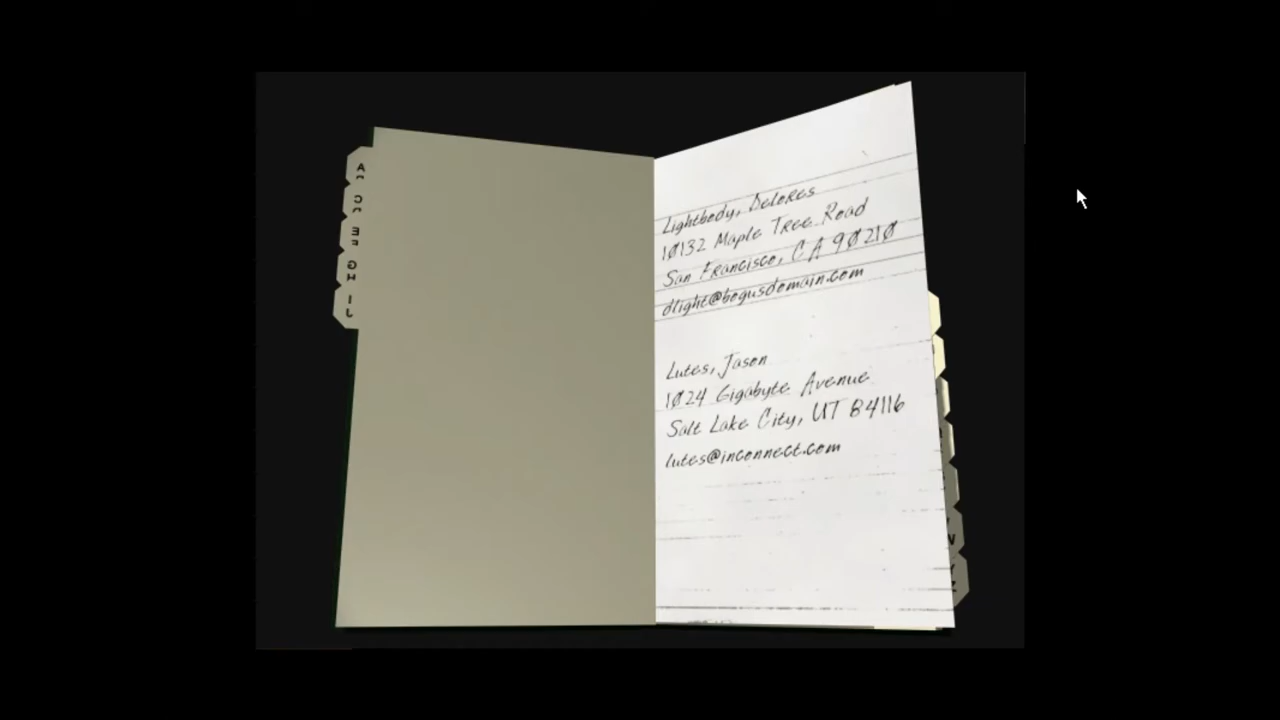 A
C
E
G
H
I
J
Lightbody, Delores
10132 Maple Tree Road
San Francisco, CA 90210
dlight@bogusdomain.com
Lutes, Jason
1024 Gigabyte Avenue
Salt Lake City, UT 84116
lutes@inconnect.com
W
Y
Z